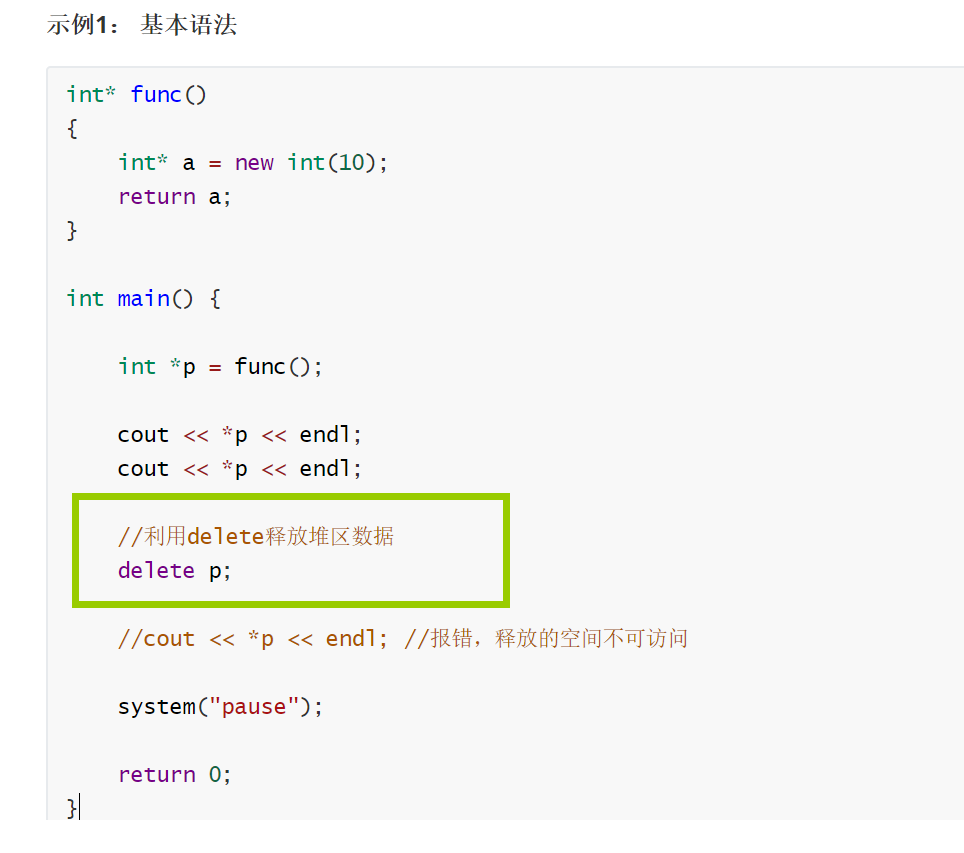 示例1： 基本语法
int* func()
{
    int* a = new int(10);
    return a;
}
int main() {
    int *p = func();
    cout << *p << endl;
    cout << *p << endl;
    //利用delete释放堆区数据
    delete p;
    //cout << *p << endl; //报错，释放的空间不可访问
    system("pause");
    return 0;
}